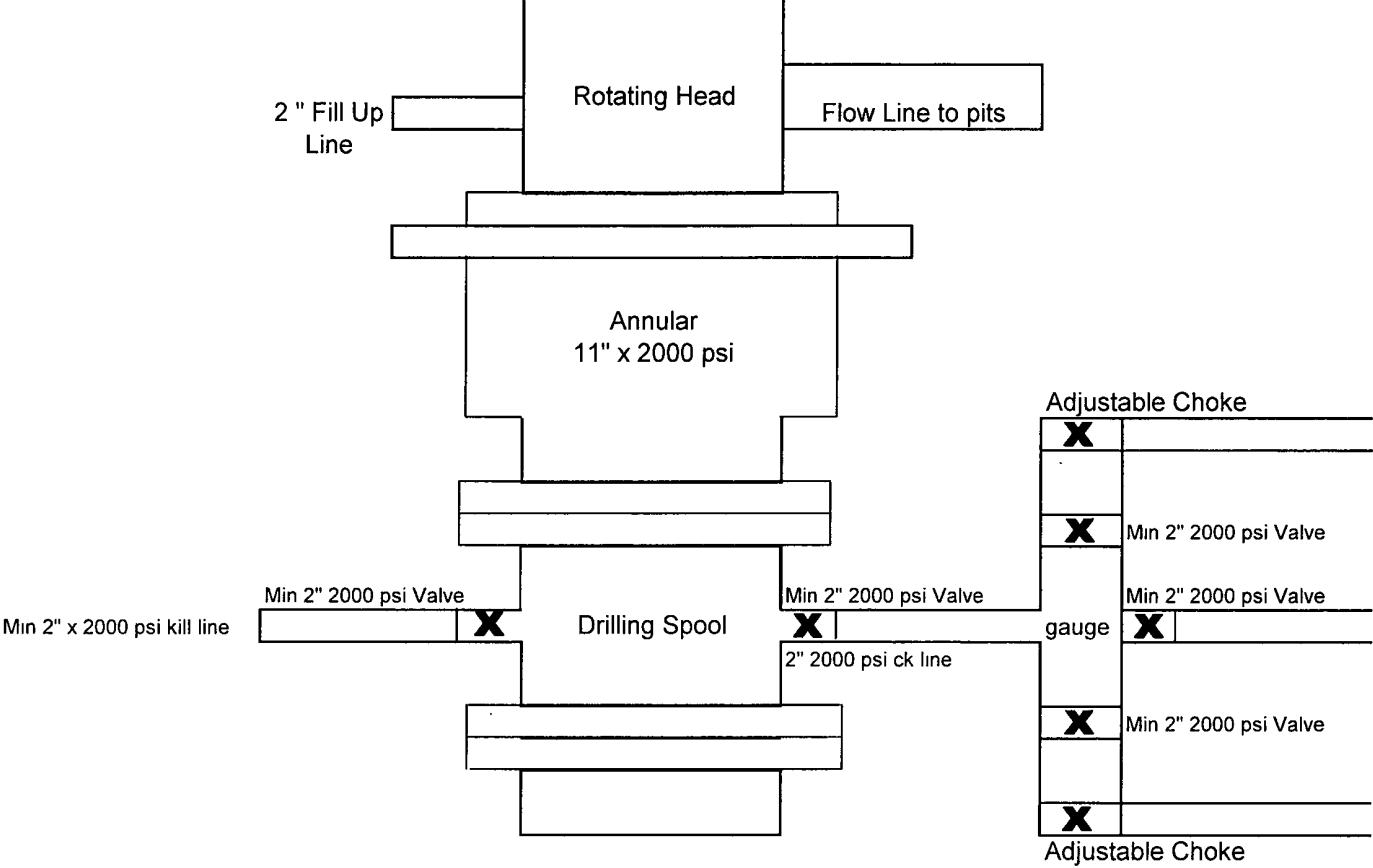 Rotating Head
2 " Fill Up
Line
Flow Line to pits
Annular
11" x 2000 psi
Adjustable Choke
X
X
Min 2" 2000 psi Valve
Min 2" 2000 psi Valve
Min 2" 2000 psi Valve
Min 2" 2000 psi Valve
Min 2" x 2000 psi kill line
X
Drilling Spool
X
gauge
X
2" 2000 psi ck line
X
Min 2" 2000 psi Valve
X
Adjustable Choke